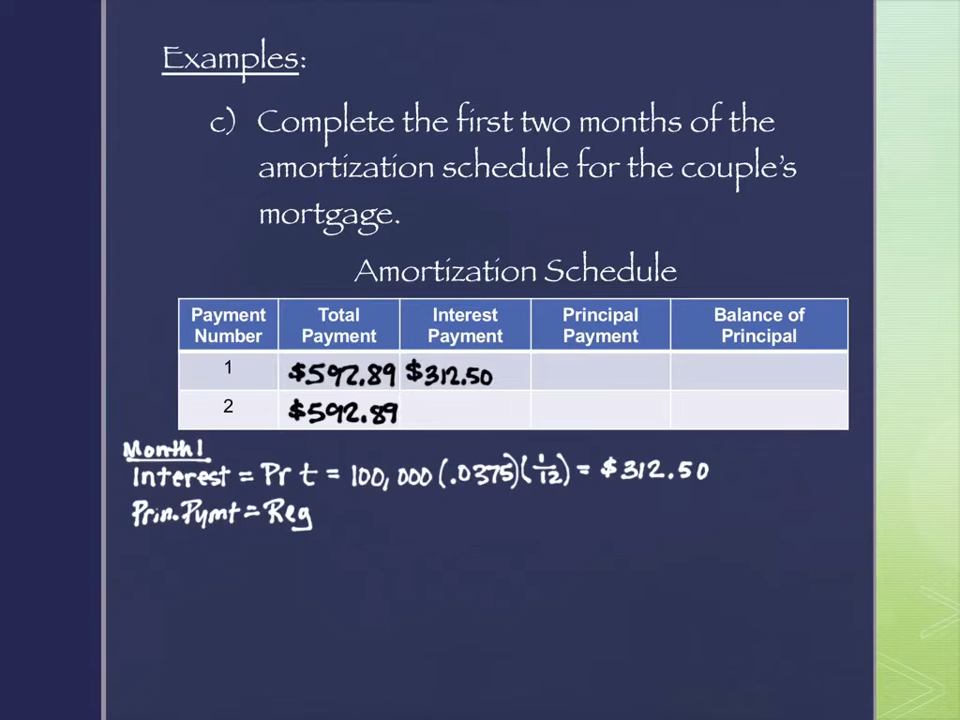 Examples:
c) Complete the first two months of the
amortization schedule for the couple's
mortgage.
Amortization Schedule
Payment Number Total Payment Interest Payment Principal Payment Balance of Principal
1 $592.89 $312.50
2 $592.89
Month 1
Interest = Prt = 100,000 (.0375)(1/12) = $312.50
Prin. Pymt = Reg